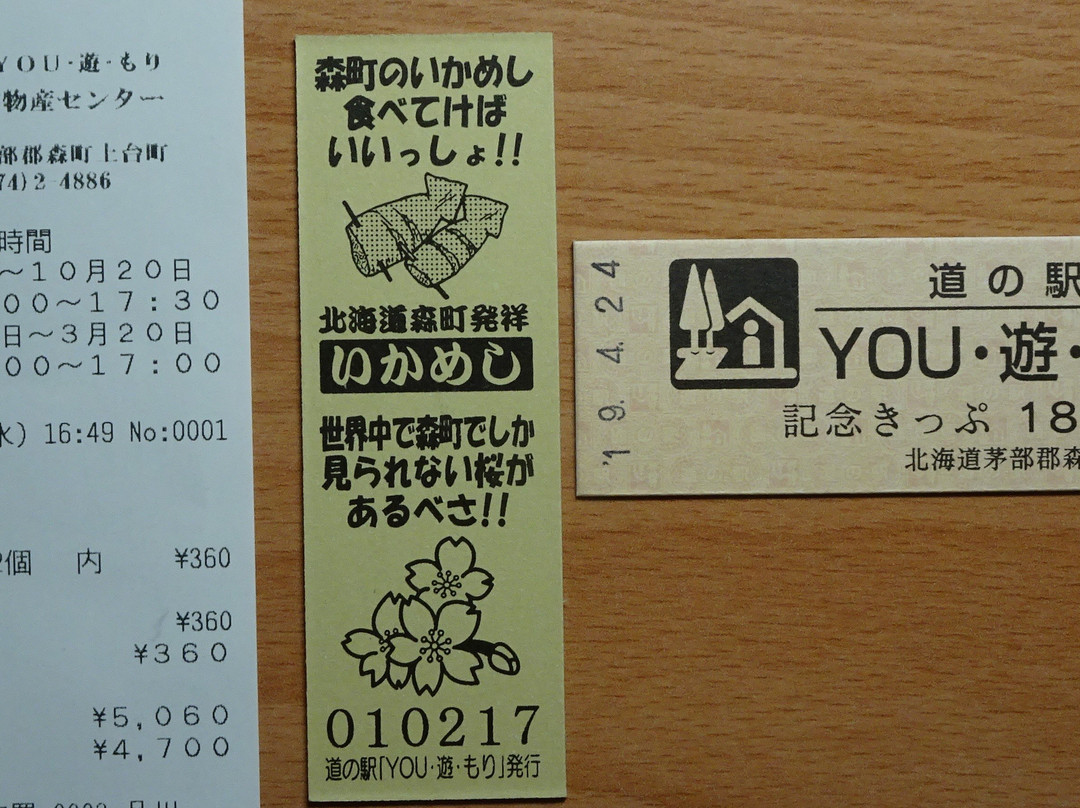 YOU・遊・もり
物産センター
部郡森町上台町
74)2-4886
時間
～10月20日
00～17:30
日～3月20日
00～17:00
水) 16:49 No:0001
2個 内 ¥360
¥360
¥360
¥5,060
¥4,700
森町のいかめし
食べてけば
いいっしょ!!
北海道森町発祥
いかめし
世界中で森町でしか
見られない桜が
あるべさ!!
010217
道の駅「YOU・遊・もり」発行
'19. 4. 24
道の駅
YOU・遊・
記念きっぷ 18
北海道茅部郡森